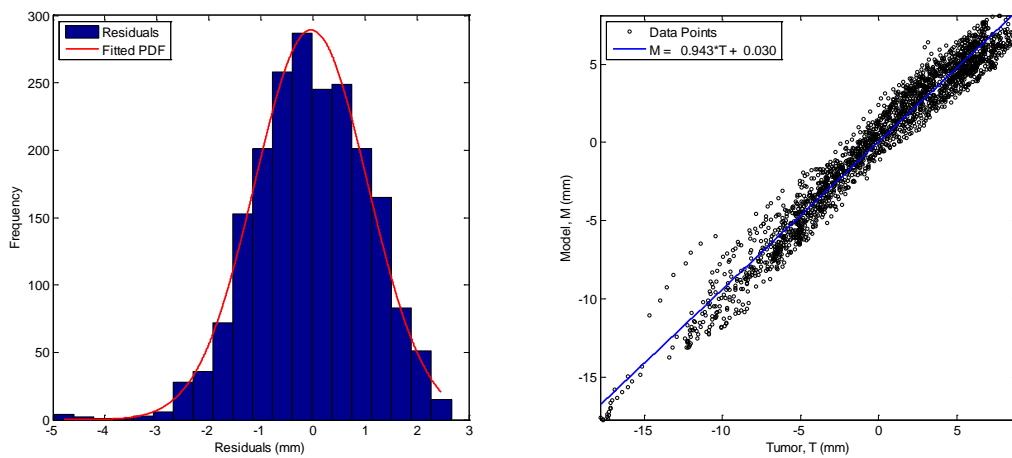 300
250
200
150
100
50
0
Frequency
Residuals
Fitted PDF
-5 -4 -3 -2 -1 0 1 2 3
Residuals (mm)
5
0
-5
-10
-15
Model, M (mm)
Data Points
M = 0.943*T + 0.030
-15 -10 -5 0 5
Tumor, T (mm)